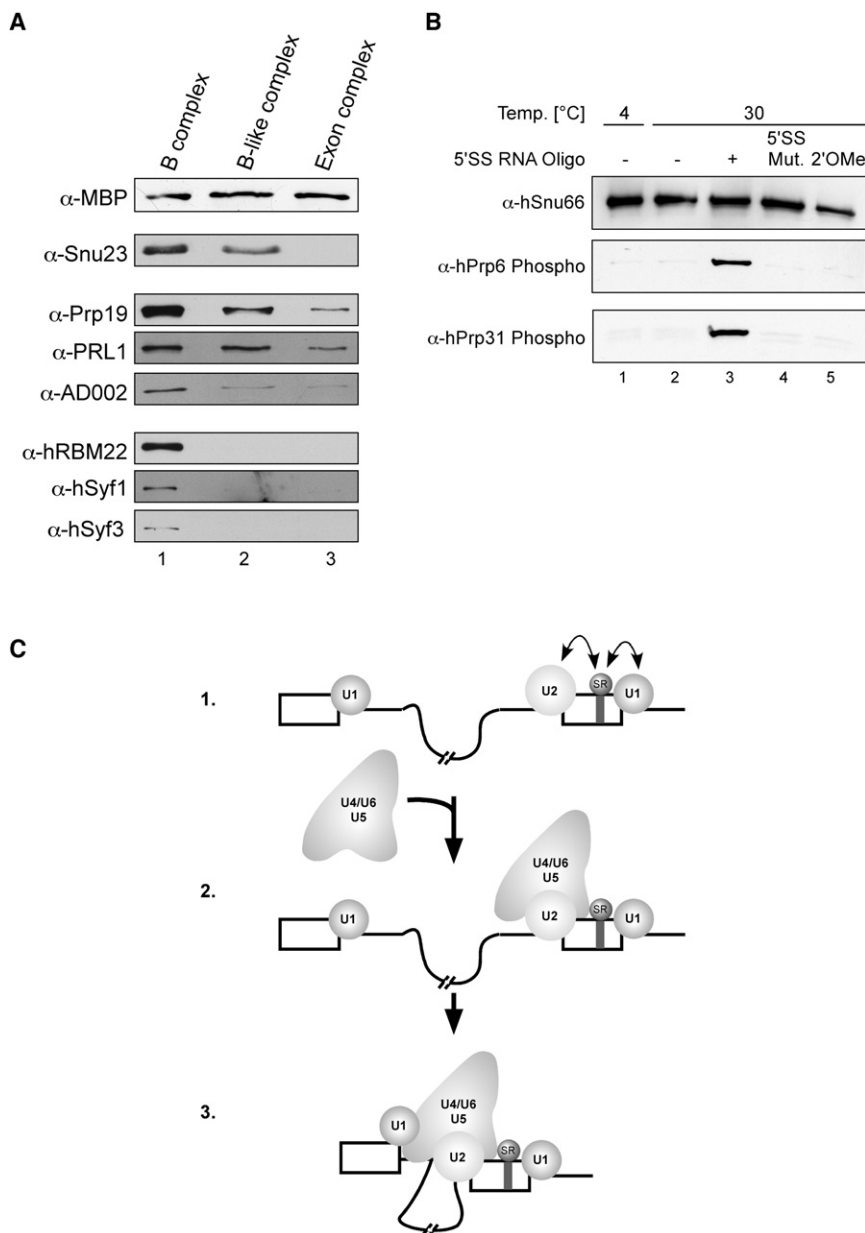 A
B complex
B-like complex
Exon complex
α-MBP
α-Snu23
α-Prp19
α-PRL1
α-AD002
α-hRBM22
α-hSyf1
α-hSyf3
1 2 3
B
Temp. [°C] 4 30
5'SS RNA Oligo - - + 5'SS Mut. 2'OMe
α-hSnu66
α-hPrp6 Phospho
α-hPrp31 Phospho
1 2 3 4 5
C
1.
U1 U2 SR U1
U4/U6
U5
2.
U4/U6
U5
U1 U2 SR U1
3.
U4/U6
U5
U1 U2 SR U1